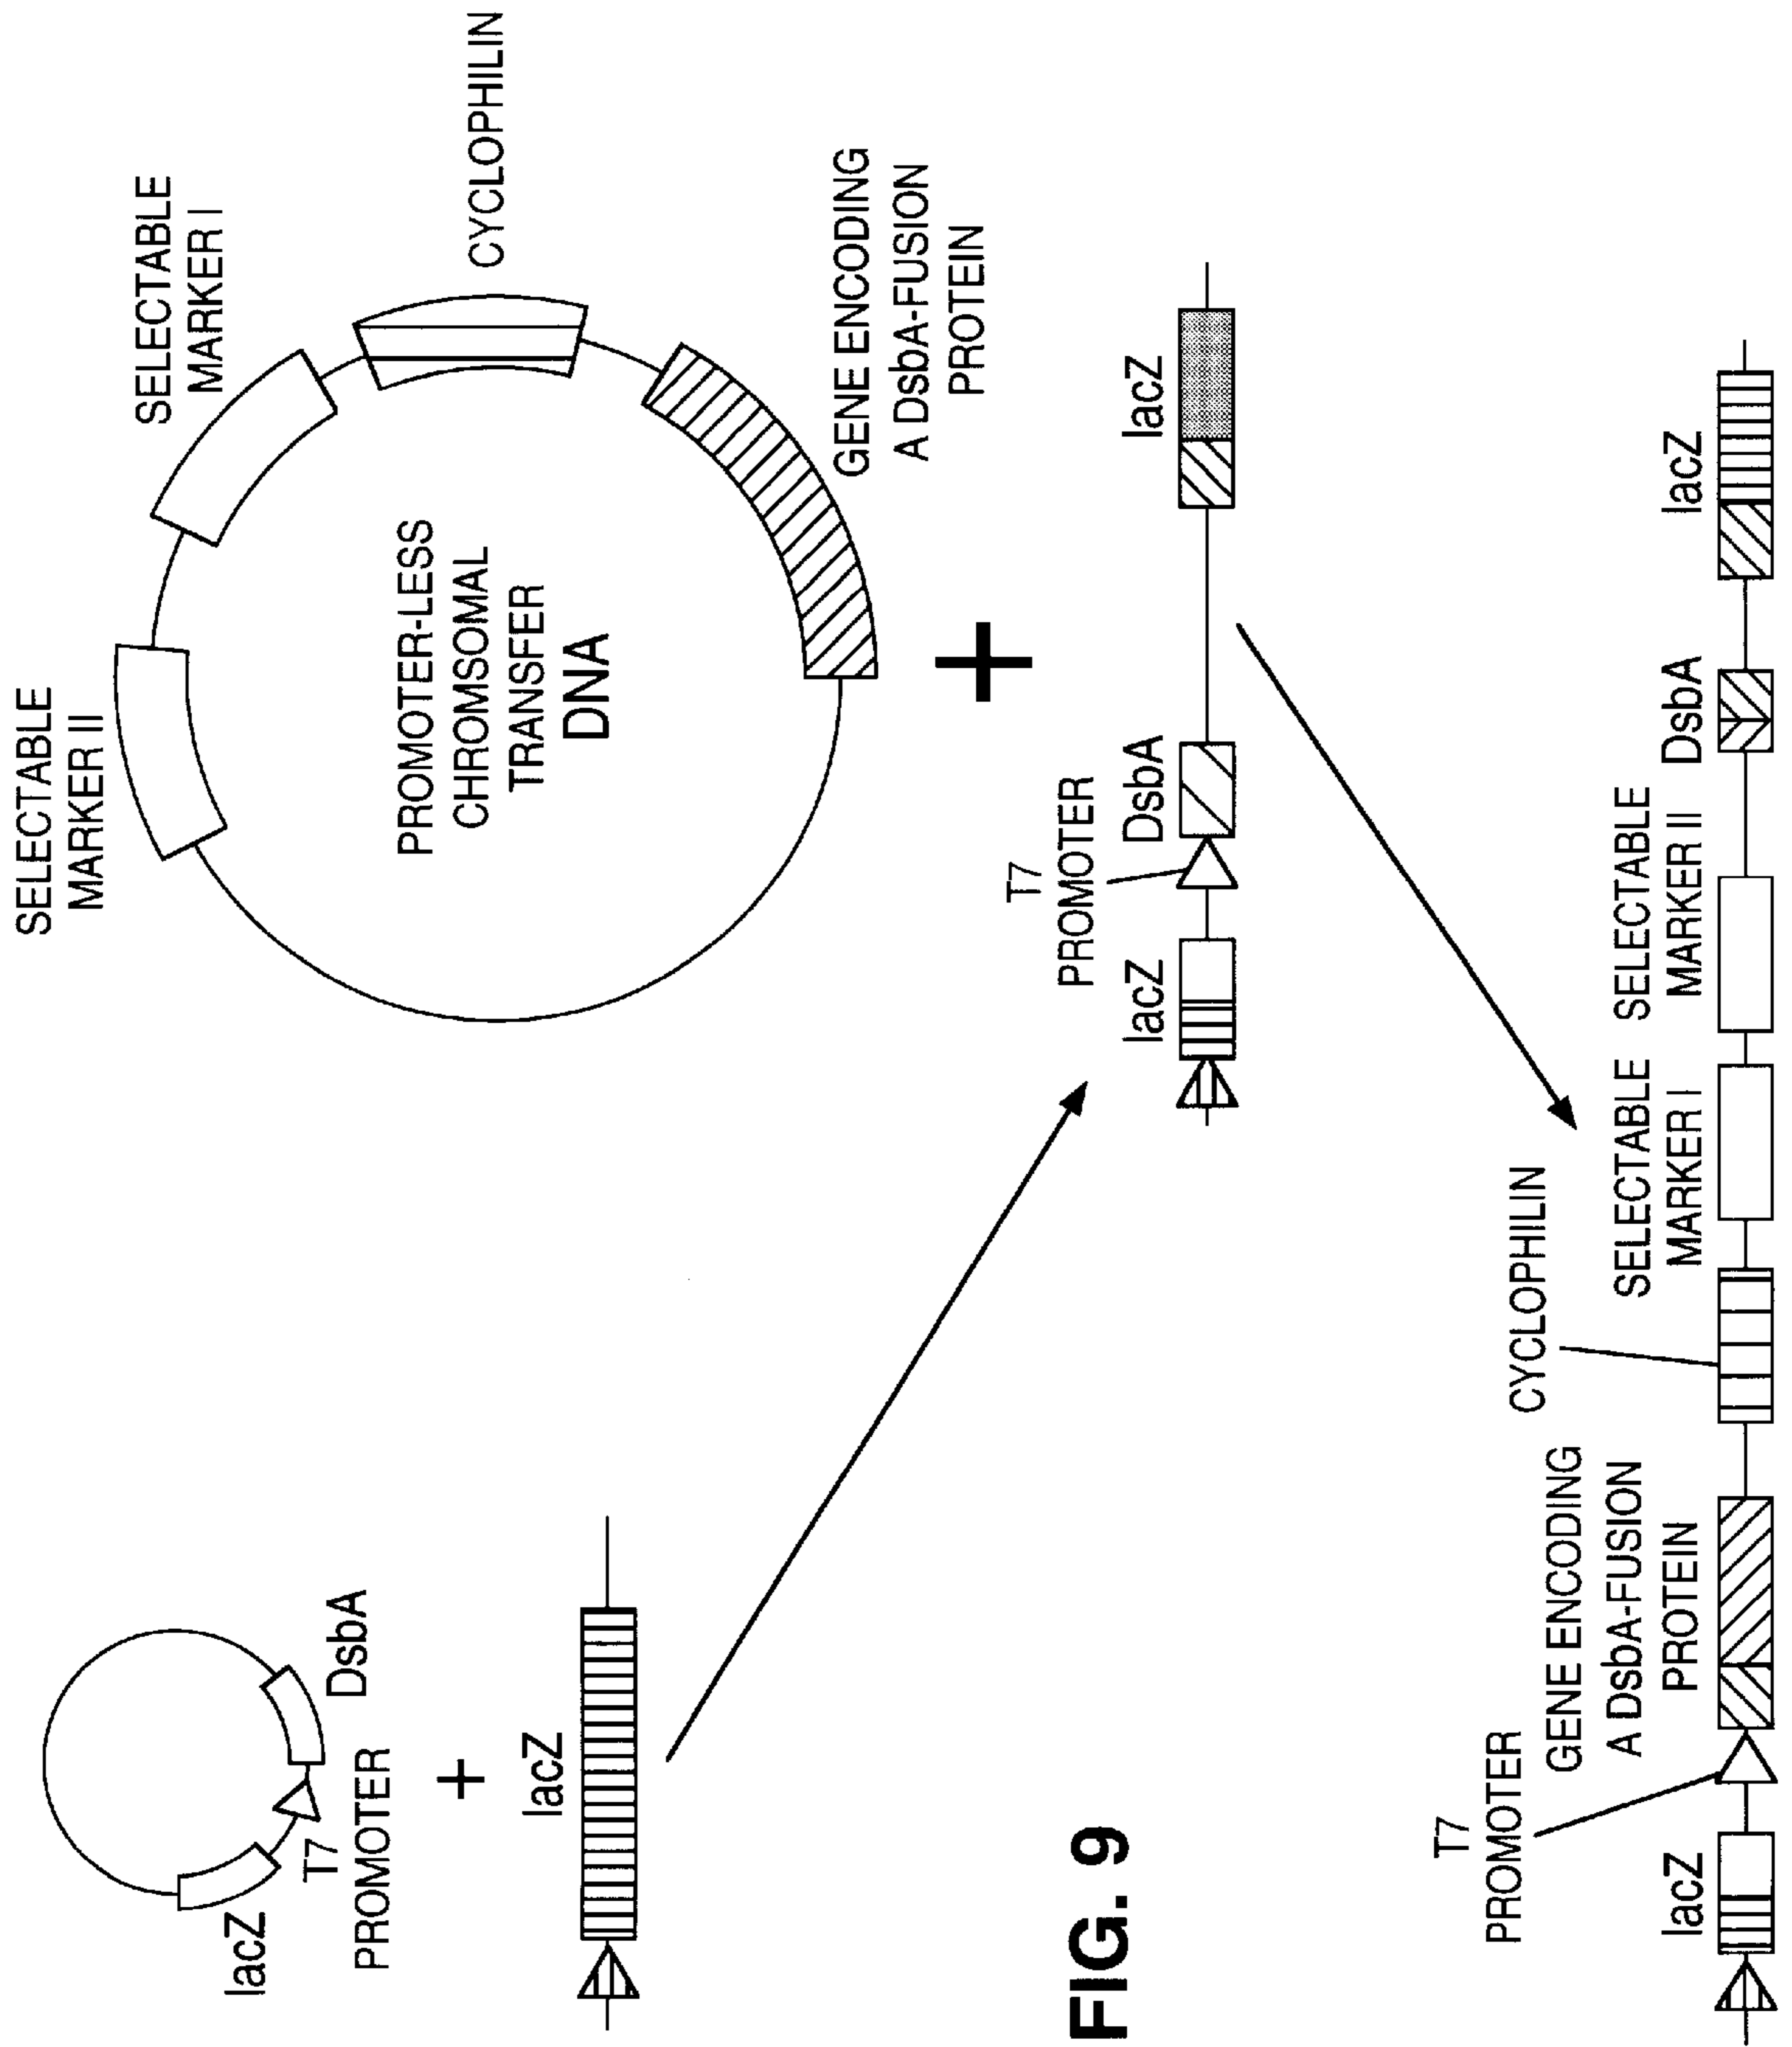 lacZ
T7
PROMOTER
DsbA
+
lacZ
SELECTABLE
MARKER II
SELECTABLE
MARKER I
CYCLOPHILIN
PROMOTER-LESS
CHROMSOMAL
TRANSFER
DNA
GENE ENCODING
A DsbA-FUSION
PROTEIN
+
lacZ
T7
PROMOTER
DsbA
lacZ
FIG. 9
lacZ
T7
PROMOTER
GENE ENCODING
A DsbA-FUSION
PROTEIN
CYCLOPHILIN
SELECTABLE
MARKER I
SELECTABLE
MARKER II
DsbA
lacZ